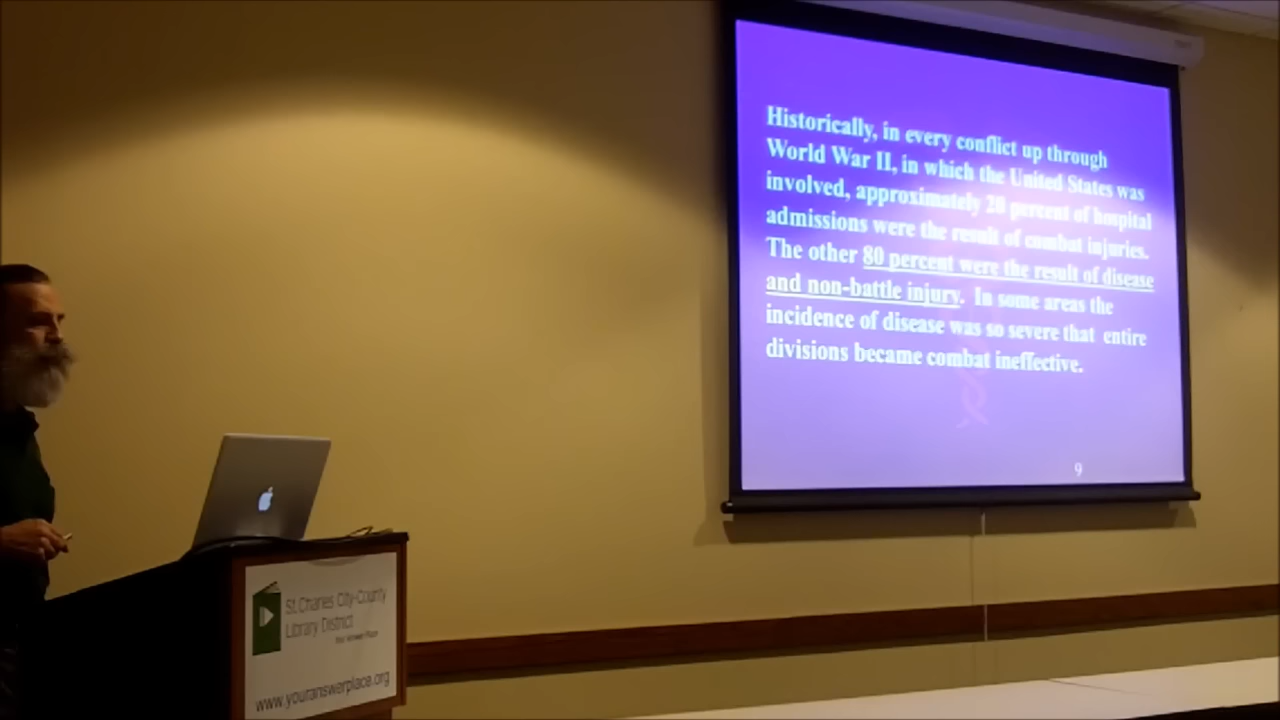 Historically, in every conflict up through
World War II, in which the United States was
involved, approximately 20 percent of hospital
admissions were the result of combat injuries.
The other 80 percent were the result of disease
and non-battle injury. In some areas the
incidence of disease was so severe that entire
divisions became combat ineffective.
9
St. Charles City-County
Library District
Your Answer Place
www.youranswerplace.org